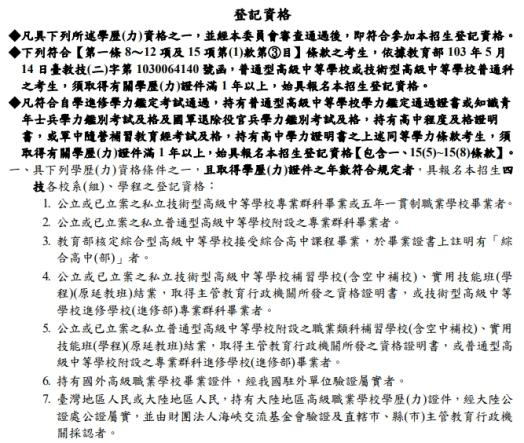 登記資格
◆凡具下列所述學歷(力)資格之一，並經本委員會審查通過後，即符合參加本招生登記資格。
◆下列符合【第一條 8～12 項及 15 項第(1)款第③目】條款之考生，依據教育部 103 年 5 月
14 日臺教技(二)字第 1030064140 號函，普通型高級中等學校或技術型高級中等學校普通科
之考生，須取得有關學歷(力)證件滿 1 年以上，始具報名本招生登記資格。
◆凡符合自學進修學力鑑定考試通過，持有普通型高級中等學校學力鑑定通過證書或知識青
年士兵學力鑑別考試及格及國軍退除役官兵學力鑑別考試及格，持有高中程度及格證明
書，或軍中隨營補習教育經考試及格，持有高中學力證明書之上述同等學力條款考生，須
取得有關學歷(力)證件滿 1 年以上，始具報名本招生登記資格【包含一、15(5)~15(8)條款】。
一、具下列學歷(力)資格條件之一，且取得學歷(力)證件之年數符合規定者，具報名本招生四
技各校系(組)、學程之登記資格：
1. 公立或已立案之私立技術型高級中等學校專業群科畢業或五年一貫制職業學校畢業者。
2. 公立或已立案之私立普通型高級中等學校附設之專業群科畢業者。
3. 教育部核定綜合型高級中等學校接受綜合高中課程畢業，於畢業證書上註明有「綜
合高中(部)」者。
4. 公立或已立案之私立技術型高級中等學校補習學校(含空中補校)、實用技能班(學
程)(原延教班)結業，取得主管教育行政機關所發之資格證明書，或技術型高級中等
學校進修學校(進修部)專業群科畢業者。
5. 公立或已立案之私立普通型高級中等學校附設之職業類科補習學校(含空中補校)、實用
技能班(學程)(原延教班)結業，取得主管教育行政機關所發之資格證明書，或普通型高
級中等學校附設之專業群科進修學校(進修部)畢業者。
6. 持有國外高級職業學校畢業證件，經我國駐外單位驗證屬實者。
7. 臺灣地區人民或大陸地區人民，持有大陸地區高級職業學校學歷(力)證件，經大陸公
證處公證屬實，並由財團法人海峽交流基金會驗證及直轄市、縣(市)主管教育行政機
關採認者。